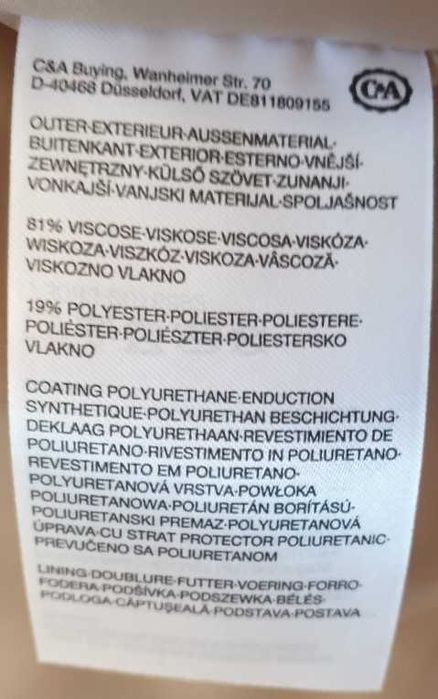 C&A Buying, Wanheimer Str. 70
D-40468 Düsseldorf, VAT DE811809155
C&A
OUTER·EXTERIEUR·AUSSENMATERIAL·
BUITENKANT·EXTERIOR·ESTERNO·VNĚJŠÍ·
ZEWNĘTRZNY·KÜLSŐ SZÖVET·ZUNANJI·
VONKAJŠÍ·VANJSKI MATERIJAL·SPOLJAŠNOST
81% VISCOSE·VISKOSE·VISCOSA·VISKÓZA·
WISKOZA·VISZKÓZ·VISKOZA·VÂSCOZĂ·
VISKOZNO VLAKNO
19% POLYESTER·POLIESTER·POLIESTERE·
POLIÉSTER·POLIÉSZTER·POLIESTERSKO
VLAKNO
COATING POLYURETHANE·ENDUCTION
SYNTHETIQUE·POLYURETHAN BESCHICHTUNG·
DEKLAAG POLYURETHAAN·REVESTIMIENTO DE
POLIURETANO·RIVESTIMENTO IN POLIURETANO·
REVESTIMENTO EM POLIURETANO·
POLYURETANOVÁ VRSTVA·POWŁOKA
POLIURETANOWA·POLIURETÁN BORÍTÁSÚ·
POLIURETANSKI PREMAZ·POLYURETANOVÁ
ÚPRAVA·CU STRAT PROTECTOR POLIURETANIC·
PREVUČENO SA POLIURETANOM
LINING·DOUBLURE·FUTTER·VOERING·FORRO·
FODERA·PODŠÍVKA·PODSZEWKA·BÉLÉS·
PODLOGA·CĂPTUŞEALĂ·PODSTAVA·POSTAVA